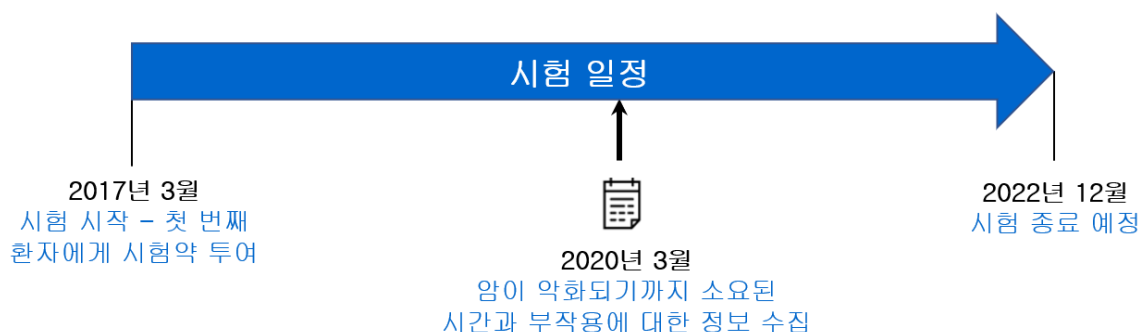 시험 일정
2017년 3월
시험 시작 – 첫 번째
환자에게 시험약 투여
2020년 3월
암이 악화되기까지 소요된
시간과 부작용에 대한 정보 수집
2022년 12월
시험 종료 예정